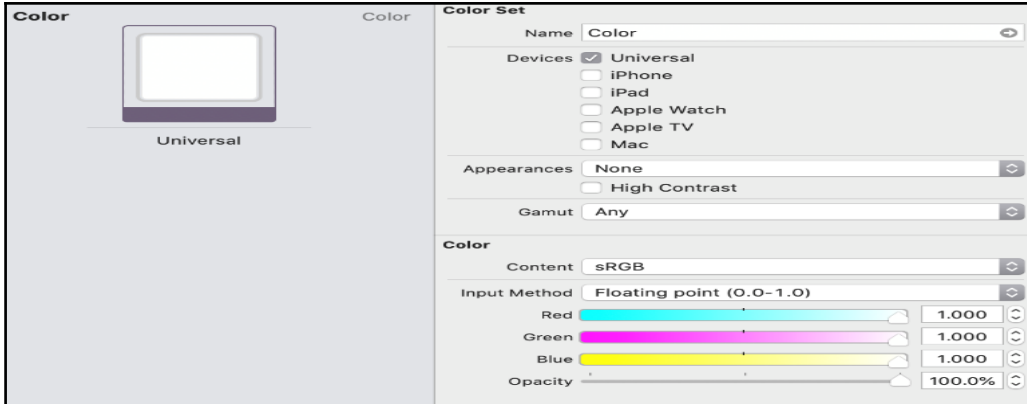 Color Color
Universal
Color Set
Name Color
Devices Universal
iPhone
iPad
Apple Watch
Apple TV
Mac
Appearances None
High Contrast
Gamut Any
Color
Content sRGB
Input Method Floating point (0.0-1.0)
Red 1.000
Green 1.000
Blue 1.000
Opacity 100.0%